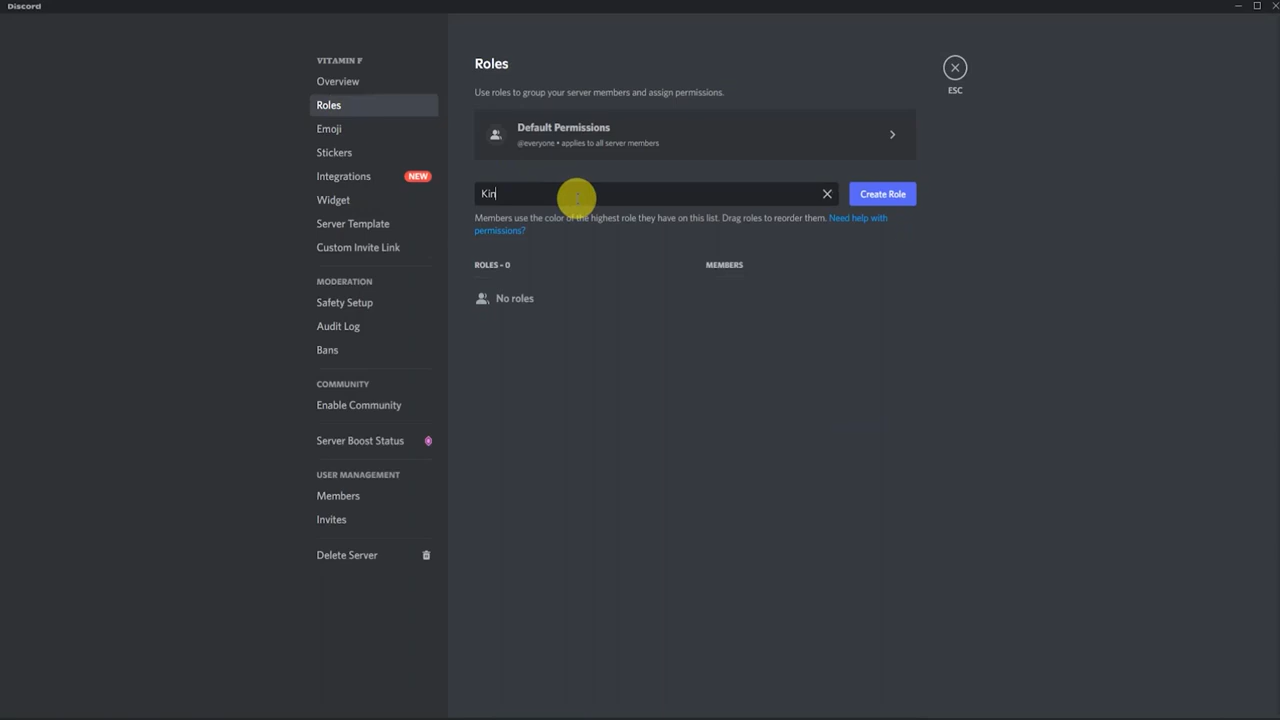 Discord
VITAMIN F
Overview
Roles
Emoji
Stickers
Integrations NEW
Widget
Server Template
Custom Invite Link
MODERATION
Safety Setup
Audit Log
Bans
COMMUNITY
Enable Community
Server Boost Status
USER MANAGEMENT
Members
Invites
Delete Server
Roles
Use roles to group your server members and assign permissions.
Default Permissions
@everyone • applies to all server members
Kin
Create Role
Members use the color of the highest role they have on this list. Drag roles to reorder them. Need help with
permissions?
ROLES – 0 MEMBERS
No roles
ESC